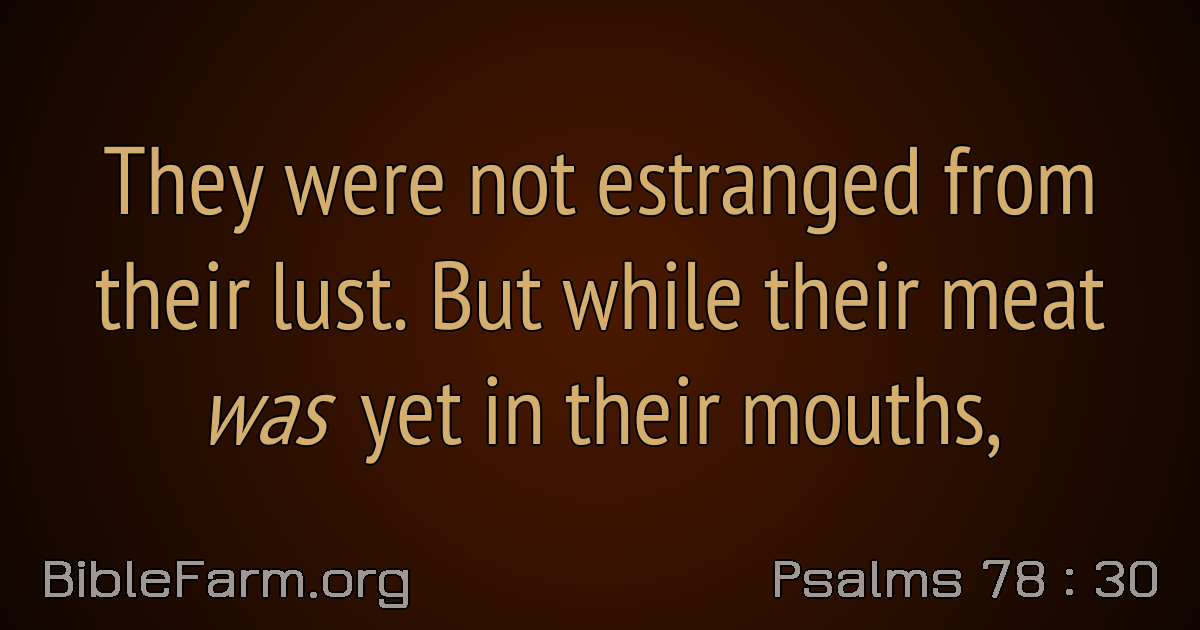 They were not estranged from
their lust. But while their meat
was yet in their mouths,
BibleFarm.org
Psalms 78 : 30